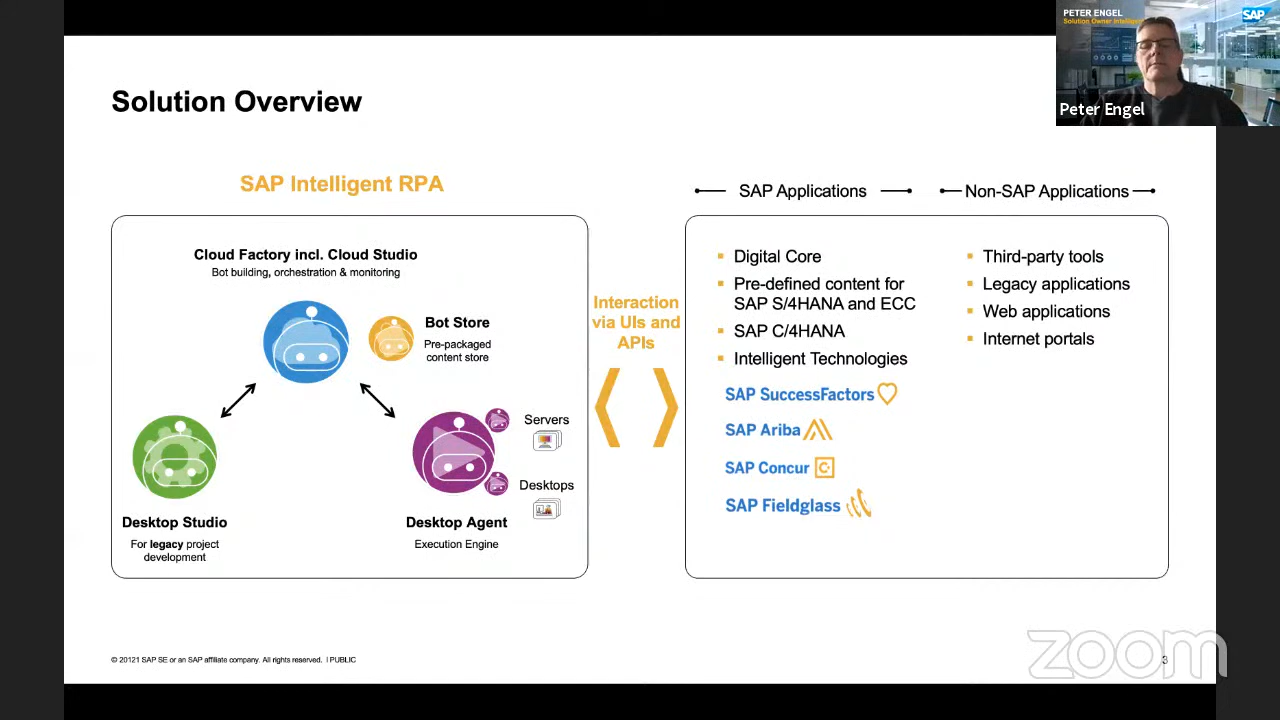 PETER ENGEL
Solution Owner Intelligent
SAP
Peter Engel
Solution Overview
SAP Intelligent RPA
SAP Applications
Non-SAP Applications
Cloud Factory incl. Cloud Studio
Bot building, orchestration & monitoring
Bot Store
Pre-packaged
content store
Servers
Desktops
Desktop Studio
For legacy project
development
Desktop Agent
Execution Engine
Interaction
via UIs and
APIs
Digital Core
Pre-defined content for
SAP S/4HANA and ECC
SAP C/4HANA
Intelligent Technologies
SAP SuccessFactors
SAP Ariba
SAP Concur
SAP Fieldglass
Third-party tools
Legacy applications
Web applications
Internet portals
© 20121 SAP SE or an SAP affiliate company. All rights reserved. ǀ PUBLIC
3
zoom